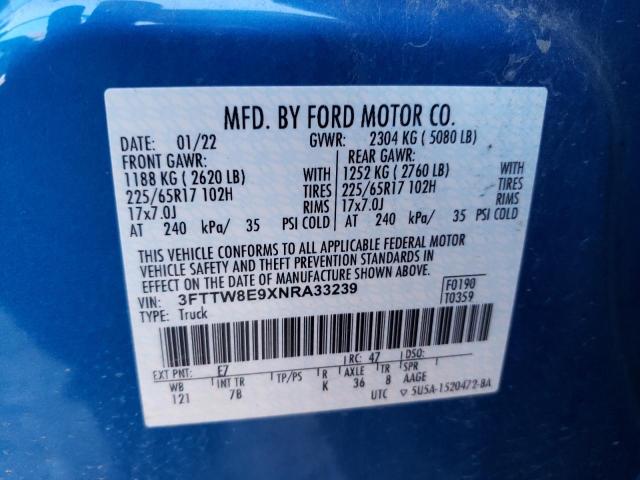 MFD. BY FORD MOTOR CO.
DATE: 01/22 GVWR: 2304 KG ( 5080 LB)
FRONT GAWR: REAR GAWR:
1188 KG ( 2620 LB) WITH 1252 KG ( 2760 LB) WITH
225/65R17 102H TIRES 225/65R17 102H TIRES
17x7.0J RIMS 17x7.0J RIMS
AT 240 kPa/ 35 PSI COLD AT 240 kPa/ 35 PSI COLD
THIS VEHICLE CONFORMS TO ALL APPLICABLE FEDERAL MOTOR
VEHICLE SAFETY AND THEFT PREVENTION STANDARDS IN
EFFECT ON THE DATE OF MANUFACTURE SHOWN ABOVE.
VIN: 3FTTW8E9XNRA33239 F0190
TYPE: Truck T0359
EXT PNT: E7 RC: 47 DSO:
WB INT TR TP/PS R AXLE TR SPR
121 7B K 36 8 AAGE
UTC ▽ 5U5A-1520472-BA